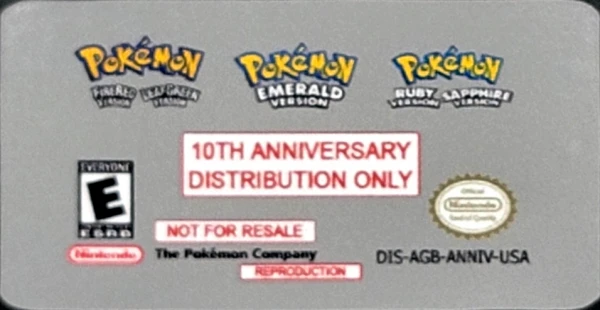 POKéMON POKéMON POKéMON
FIRERED VERSION LEAFGREEN VERSION
EMERALD VERSION
RUBY VERSION SAPPHIRE VERSION
10TH ANNIVERSARY
DISTRIBUTION ONLY
EVERYONE
E
ESRB
NOT FOR RESALE
Official
Nintendo
Seal of Quality
Nintendo The Pokémon Company DIS-AGB-ANNIV-USA
REPRODUCTION